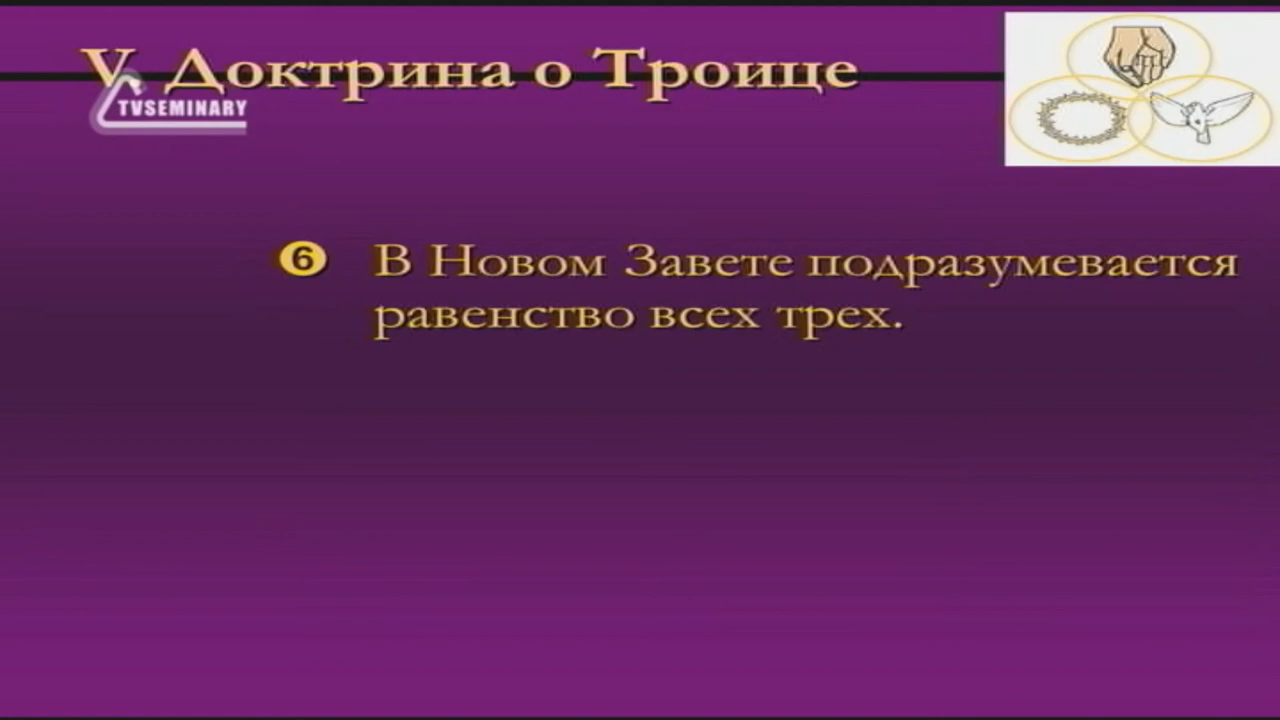 V. Доктрина о Троице
TVSEMINARY
6 В Новом Завете подразумевается
равенство всех трех.